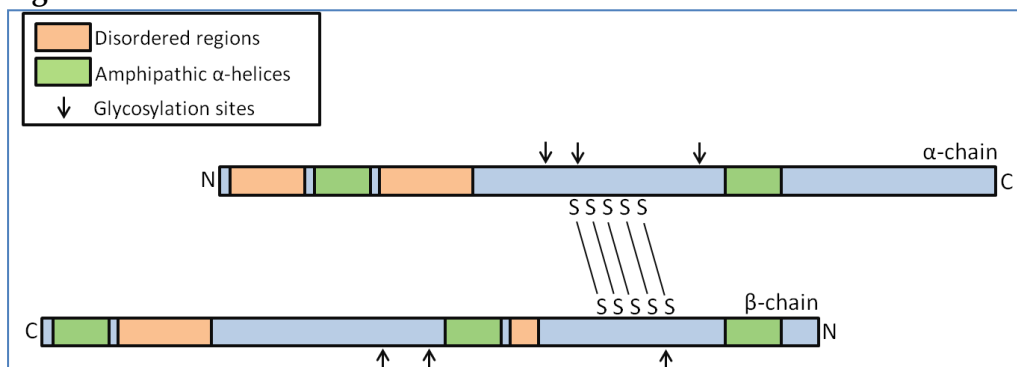 Disordered regions
Amphipathic α-helices
Glycosylation sites
α-chain
N
C
S S S S S
S S S S S
β-chain
C
N